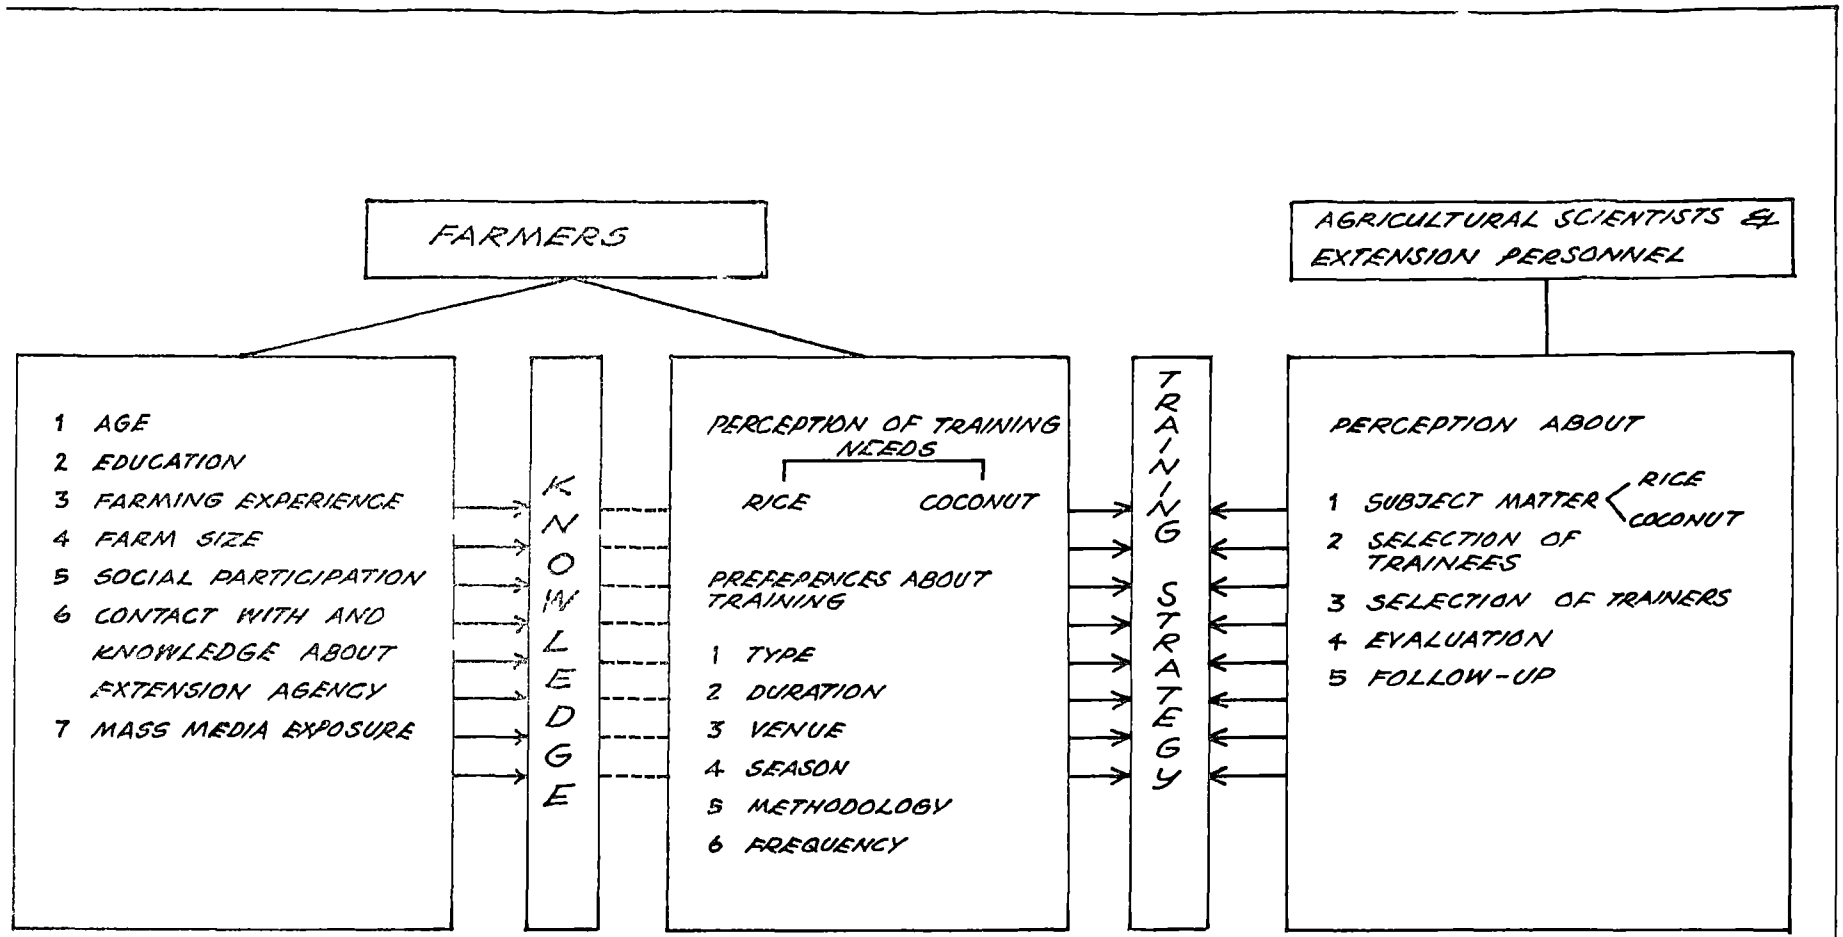 FARMERS
AGRICULTURAL SCIENTISTS &
EXTENSION PERSONNEL
1 AGE
2 EDUCATION
3 FARMING EXPERIENCE
4 FARM SIZE
5 SOCIAL PARTICIPATION
6 CONTACT WITH AND
KNOWLEDGE ABOUT
EXTENSION AGENCY
7 MASS MEDIA EXPOSURE
KNOWLEDGE
PERCEPTION OF TRAINING
NEEDS
RICE COCONUT
PREFERENCES ABOUT
TRAINING
1 TYPE
2 DURATION
3 VENUE
4 SEASON
5 METHODOLOGY
6 FREQUENCY
TRAINING STRATEGY
PERCEPTION ABOUT
RICE
1 SUBJECT MATTER
COCONUT
2 SELECTION OF
TRAINEES
3 SELECTION OF TRAINERS
4 EVALUATION
5 FOLLOW-UP